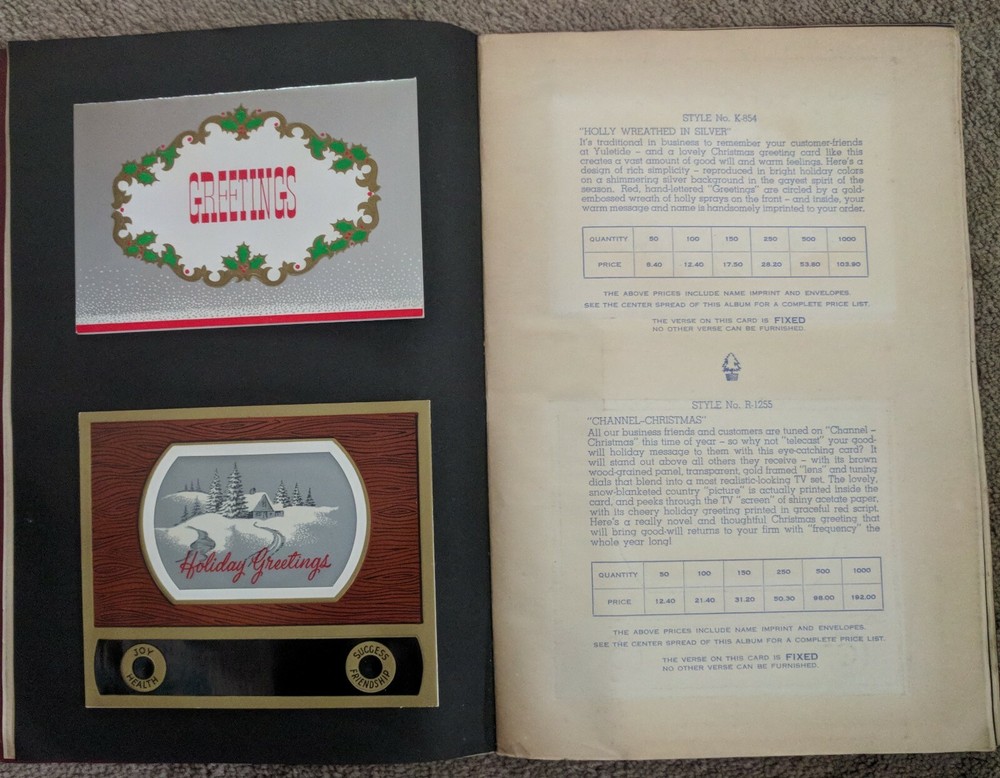 GREETINGS
Holiday Greetings
JOY
HEALTH
SUCCESS
FRIENDSHIP
STYLE No. K-854
"HOLLY WREATHED IN SILVER"
It's traditional in business to remember your customer-friends
at Yuletide – and a lovely Christmas greeting card like this
creates a vast amount of good will and warm feelings. Here's a
design of rich simplicity – reproduced in bright holiday colors
on a shimmering silver background in the gayest spirit of the
season. Red, hand-lettered "Greetings" are circled by a gold-
embossed wreath of holly sprays on the front – and inside, your
warm message and name is handsomely imprinted to your order.
QUANTITY 50 100 150 250 500 1000
PRICE 8.40 12.40 17.50 28.20 53.80 103.90
THE ABOVE PRICES INCLUDE NAME IMPRINT AND ENVELOPES.
SEE THE CENTER SPREAD OF THIS ALBUM FOR A COMPLETE PRICE LIST.
THE VERSE ON THIS CARD IS FIXED
NO OTHER VERSE CAN BE FURNISHED.
STYLE No. R-1255
"CHANNEL–CHRISTMAS"
All our business friends and customers are tuned on "Channel –
Christmas" this time of year – so why not "telecast" your good-
will holiday message to them with this eye-catching card? It
will stand out above all others they receive – with its brown
wood-grained panel, transparent, gold framed "lens" and tuning
dials that blend into a most realistic-looking TV set. The lovely,
snow-blanketed country "picture" is actually printed inside the
card, and peeks through the TV "screen" of shiny acetate paper,
with its cheery holiday greeting printed in graceful red script.
Here's a really novel and thoughtful Christmas greeting that
will bring good-will returns to your firm with "frequency" the
whole year long!
QUANTITY 50 100 150 250 500 1000
PRICE 12.40 21.40 31.20 50.30 98.00 192.00
THE ABOVE PRICES INCLUDE NAME IMPRINT AND ENVELOPES.
SEE THE CENTER SPREAD OF THIS ALBUM FOR A COMPLETE PRICE LIST.
THE VERSE ON THIS CARD IS FIXED
NO OTHER VERSE CAN BE FURNISHED.